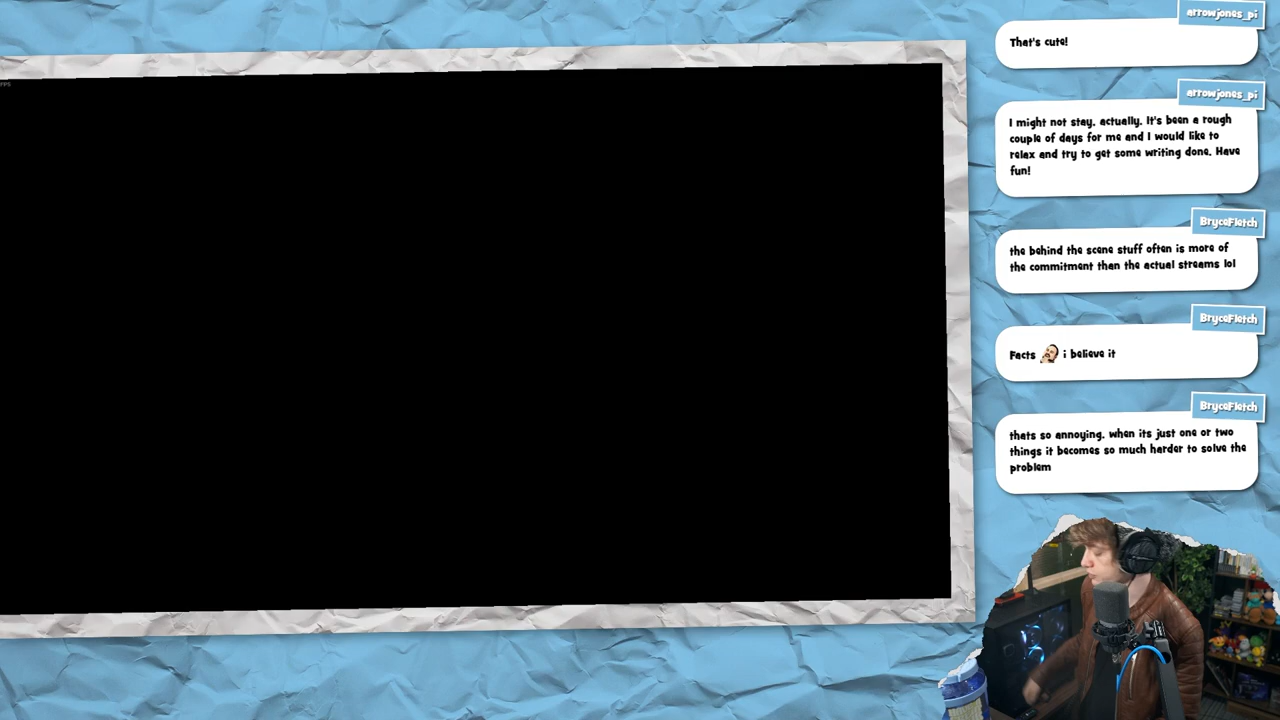 arrowjones_pi
That's cute!
arrowjones_pi
I might not stay, actually. It's been a rough
couple of days for me and I would like to
relax and try to get some writing done. Have
fun!
BryceFletch
the behind the scene stuff often is more of
the commitment than the actual streams lol
BryceFletch
Facts i believe it
BryceFletch
thats so annoying, when its just one or two
things it becomes so much harder to solve the
problem